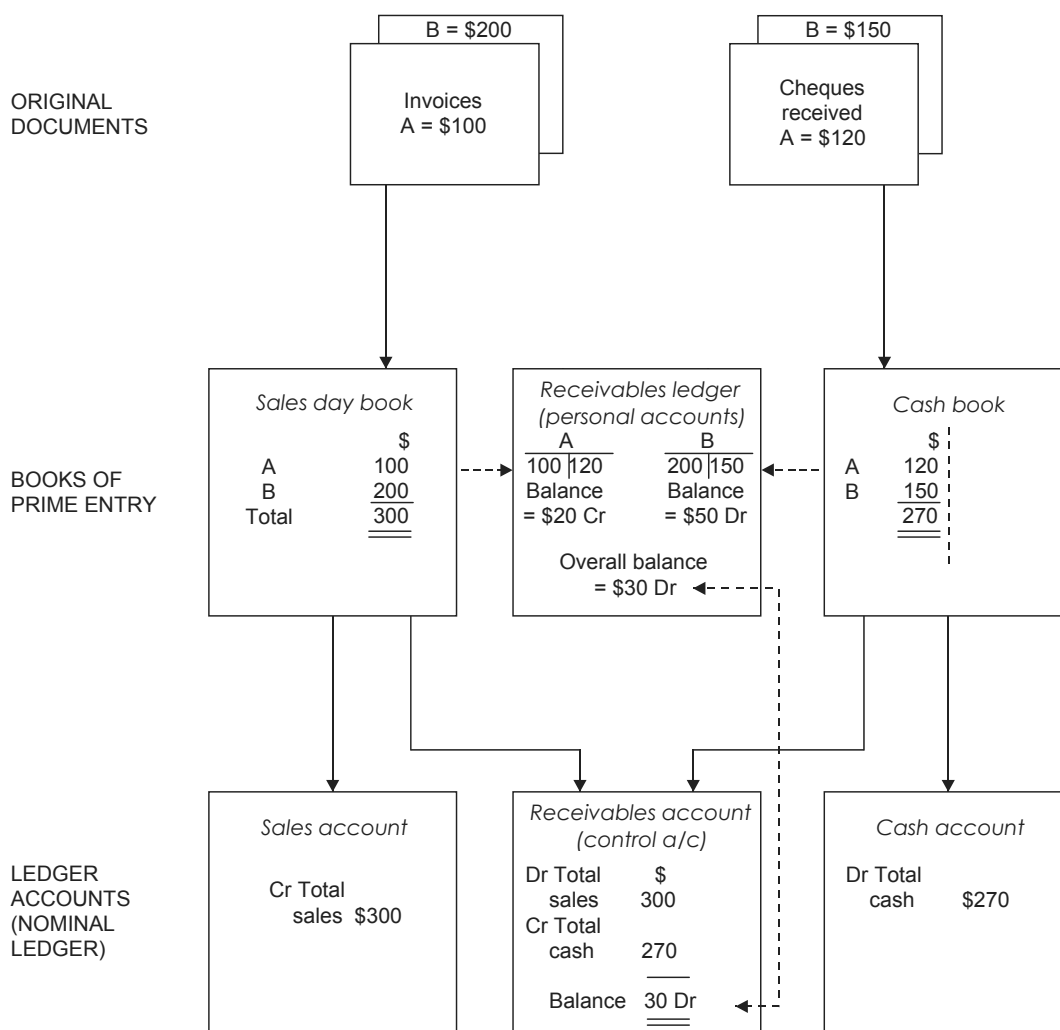 B = $200
B = $150
ORIGINAL
DOCUMENTS
Invoices
A = $100
Cheques
received
A = $120
BOOKS OF
PRIME ENTRY
Sales day book
$
A 100
B 200
Total 300
Receivables ledger
(personal accounts)
A B
100 120 200 150
Balance Balance
= $20 Cr = $50 Dr
Overall balance
= $30 Dr
Cash book
$
A 120
B 150
270
LEDGER
ACCOUNTS
(NOMINAL
LEDGER)
Sales account
Cr Total
sales $300
Receivables account
(control a/c)
Dr Total $
sales 300
Cr Total
cash 270
Balance 30 Dr
Cash account
Dr Total
cash $270